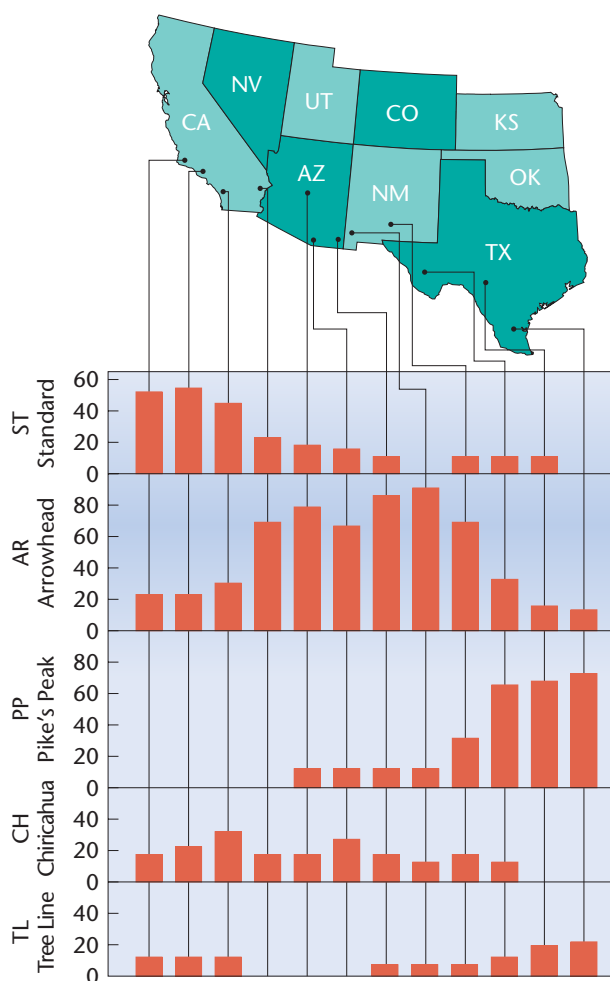 NV
UT
CO
KS
CA
AZ
NM
OK
TX
ST
Standard
60
40
20
0
AR
Arrowhead
80
60
40
20
0
PP
Pike's Peak
80
60
40
20
0
CH
Chiricahua
40
20
0
TL
Tree Line
40
20
0